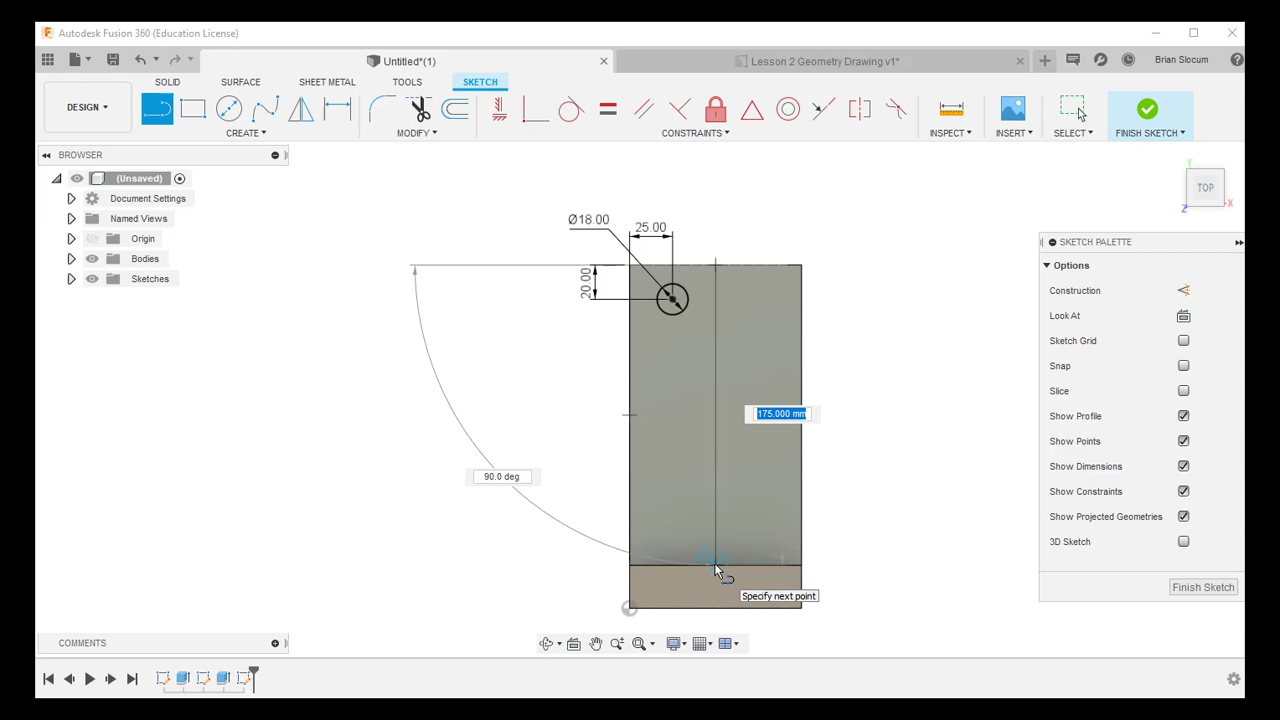 Autodesk Fusion 360 (Education License)
Untitled*(1)
Lesson 2 Geometry Drawing v1*
Brian Slocum
DESIGN
SOLID
SURFACE
SHEET METAL
TOOLS
SKETCH
CREATE
MODIFY
CONSTRAINTS
INSPECT
INSERT
SELECT
FINISH SKETCH
BROWSER
(Unsaved)
Document Settings
Named Views
Origin
Bodies
Sketches
Y
TOP
X
Z
Ø18.00
25.00
20.00
175.000 mm
90.0 deg
Specify next point
SKETCH PALETTE
Options
Construction
Look At
Sketch Grid
Snap
Slice
Show Profile
Show Points
Show Dimensions
Show Constraints
Show Projected Geometries
3D Sketch
Finish Sketch
COMMENTS